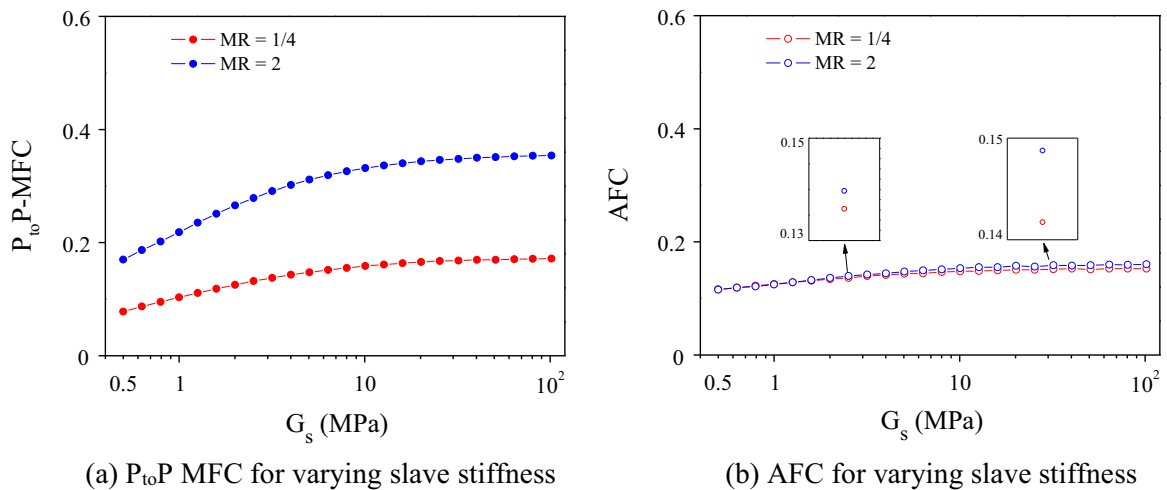 0.6
0.4
0.2
0
PtoP-MFC
MR = 1/4
MR = 2
0.5 1 10 10²
Gs (MPa)
(a) PtoP MFC for varying slave stiffness
0.6
0.4
0.2
0
AFC
MR = 1/4
MR = 2
0.15
0.13
0.15
0.14
0.5 1 10 10²
Gs (MPa)
(b) AFC for varying slave stiffness